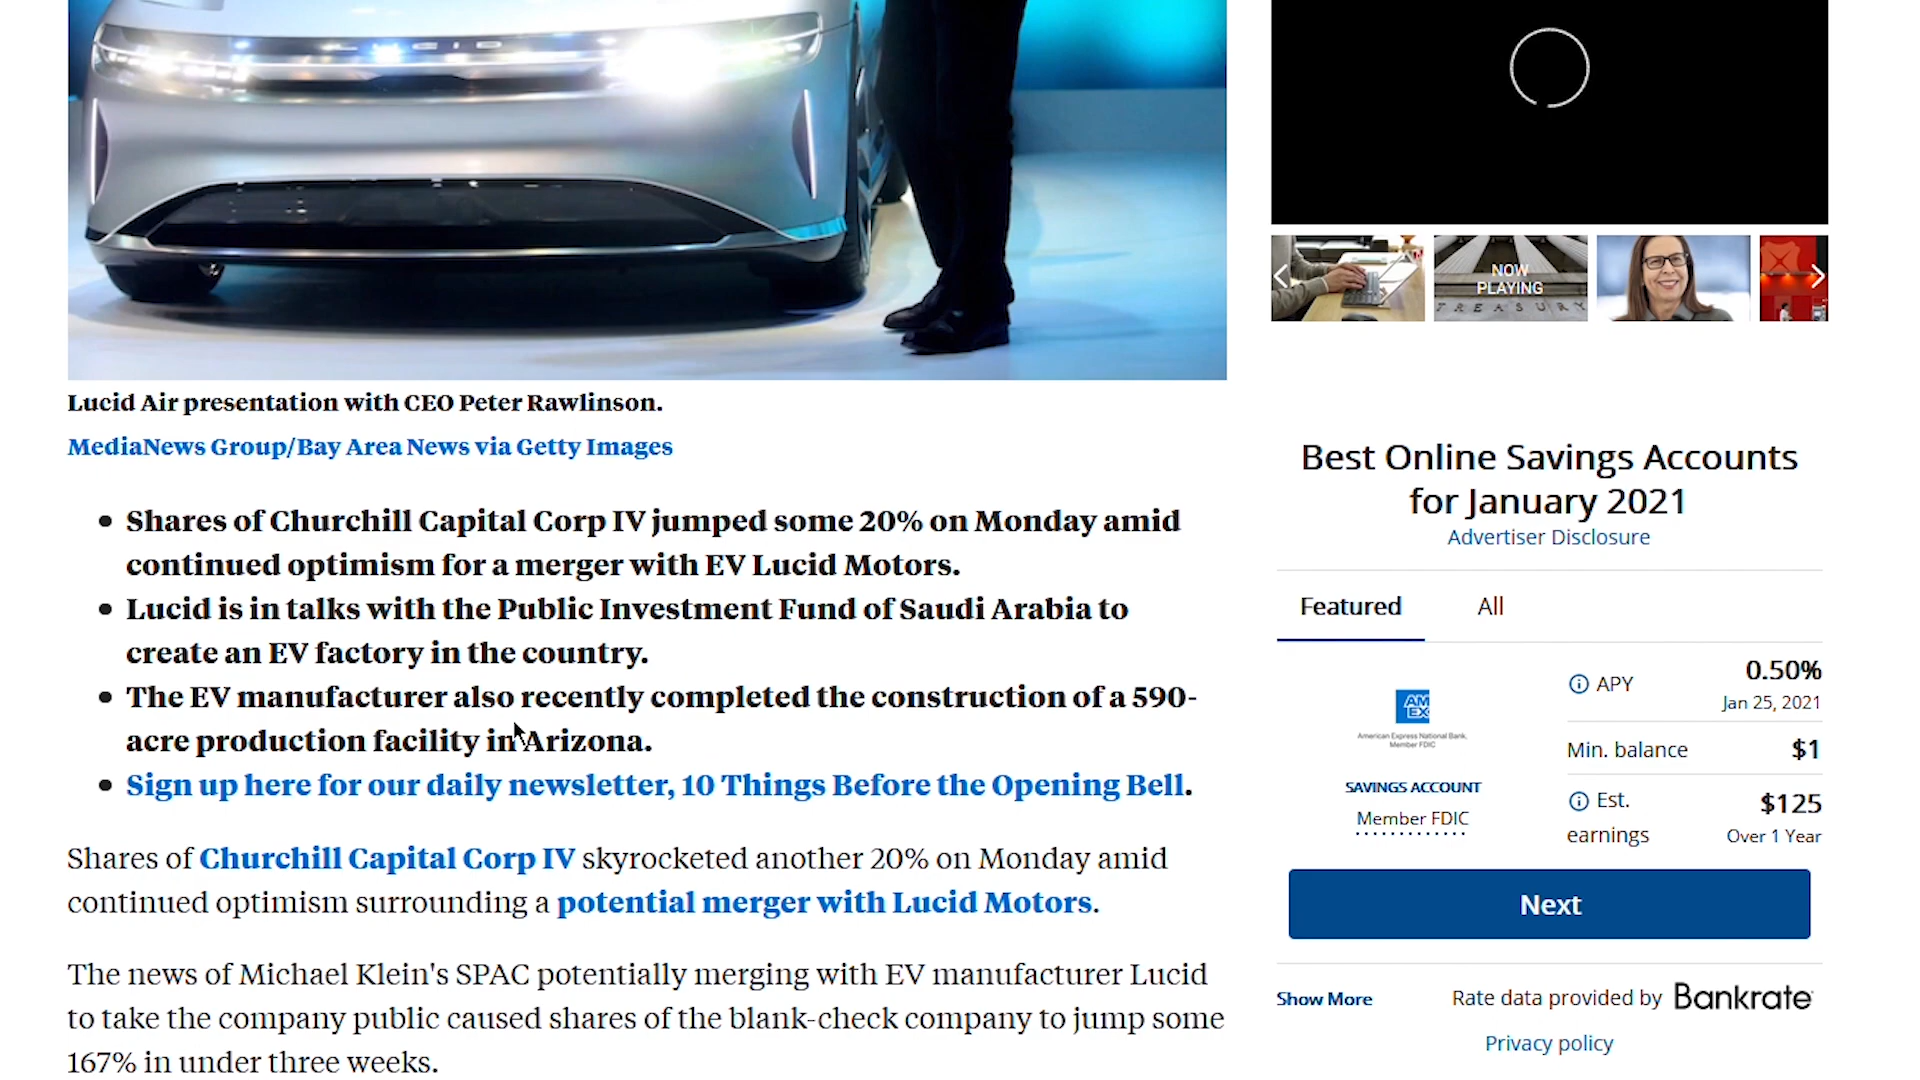 LUCID
Lucid Air presentation with CEO Peter Rawlinson.
MediaNews Group/Bay Area News via Getty Images
Shares of Churchill Capital Corp IV jumped some 20% on Monday amid
continued optimism for a merger with EV Lucid Motors.
Lucid is in talks with the Public Investment Fund of Saudi Arabia to
create an EV factory in the country.
The EV manufacturer also recently completed the construction of a 590-
acre production facility in Arizona.
Sign up here for our daily newsletter, 10 Things Before the Opening Bell.
Shares of Churchill Capital Corp IV skyrocketed another 20% on Monday amid
continued optimism surrounding a potential merger with Lucid Motors.
The news of Michael Klein's SPAC potentially merging with EV manufacturer Lucid
to take the company public caused shares of the blank-check company to jump some
167% in under three weeks.
NOW
PLAYING
TREASURY
Best Online Savings Accounts
for January 2021
Advertiser Disclosure
Featured All
AM
EX
American Express National Bank,
Member FDIC
SAVINGS ACCOUNT
Member FDIC
APY 0.50%
Jan 25, 2021
Min. balance $1
Est. earnings $125
Over 1 Year
Next
Show More Rate data provided by Bankrate
Privacy policy